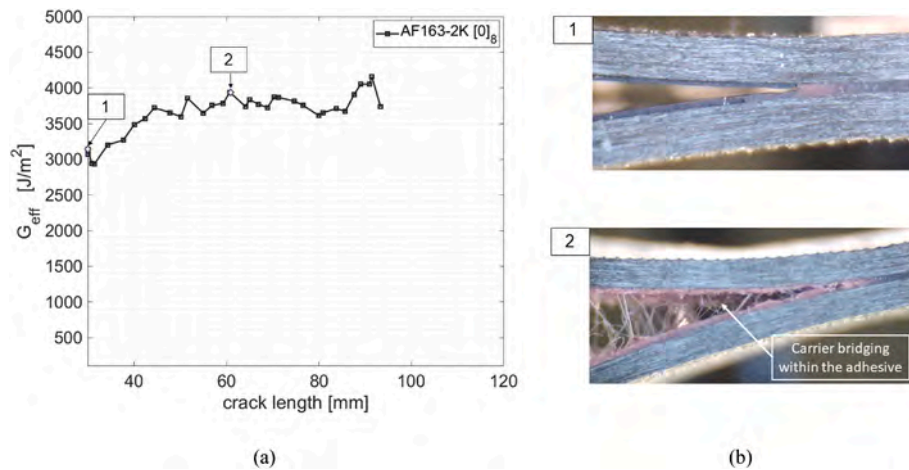 5000
4500
4000
3500
3000
2500
2000
1500
1000
500
G_eff [J/m²]
40 60 80 100 120
crack length [mm]
AF163-2K [0]₈
1
2
(a)
1
2
Carrier bridging
within the adhesive
(b)